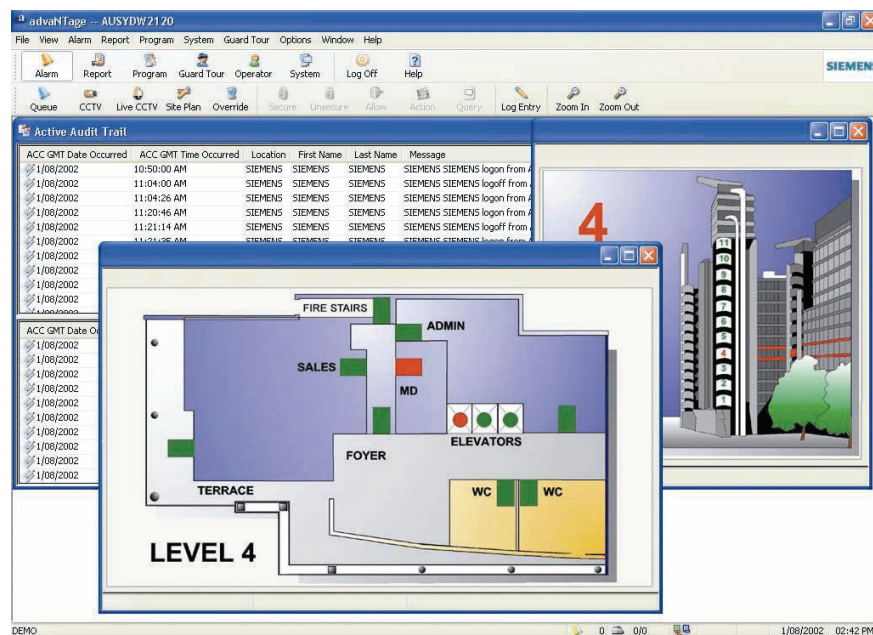 advaNTage -- AUSYDW2120
File View Alarm Report Program System Guard Tour Options Window Help
Alarm Report Program Guard Tour Operator System Log Off Help
SIEMENS
Queue CCTV Live CCTV Site Plan Override Secure Unsecure Allow Action Query Log Entry Zoom In Zoom Out
Active Audit Trail
ACC GMT Date Occurred ACC GMT Time Occurred Location First Name Last Name Message
1/08/2002 10:50:00 AM SIEMENS SIEMENS SIEMENS SIEMENS SIEMENS logon from
1/08/2002 11:04:00 AM SIEMENS SIEMENS SIEMENS SIEMENS SIEMENS logoff from
1/08/2002 11:04:26 AM SIEMENS SIEMENS SIEMENS SIEMENS SIEMENS logon from
1/08/2002 11:20:46 AM SIEMENS SIEMENS SIEMENS SIEMENS SIEMENS logon from
1/08/2002 11:21:14 AM SIEMENS SIEMENS SIEMENS SIEMENS SIEMENS logoff from
1/08/2002 11:21:35 AM SIEMENS SIEMENS SIEMENS SIEMENS SIEMENS logon from
1/08/2002
1/08/2002
1/08/2002
1/08/2002
ACC GMT Date
1/08/2002
1/08/2002
1/08/2002
1/08/2002
1/08/2002
1/08/2002
1/08/2002
1/08/2002
1/08/2002
1/08/2002
4
11
10
9
8
7
6
5
4
3
2
1
FIRE STAIRS
ADMIN
SALES
MD
ELEVATORS
FOYER
WC WC
TERRACE
LEVEL 4
DEMO 0 0/0 1/08/2002 02:42 PM